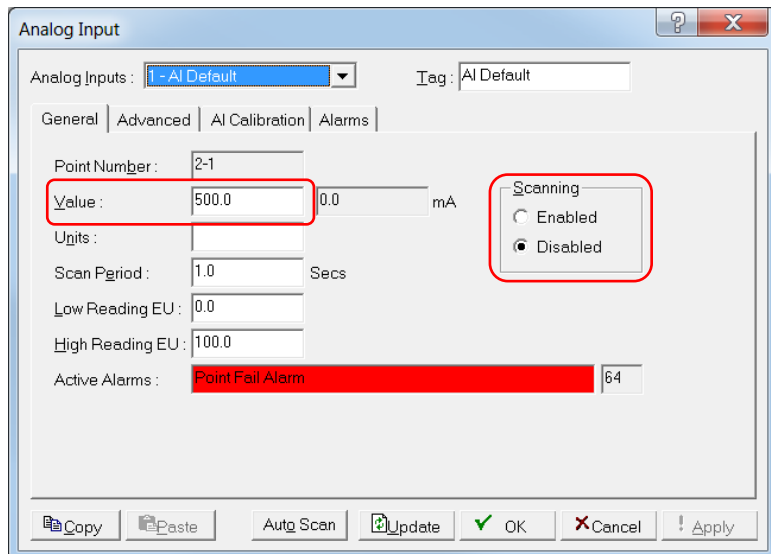 Analog Input
Analog Inputs : 1 - AI Default Tag : AI Default
General Advanced AI Calibration Alarms
Point Number : 2-1
Value : 500.0 0.0 mA
Scanning
Enabled
Units :
Disabled
Scan Period : 1.0 Secs
Low Reading EU : 0.0
High Reading EU : 100.0
Active Alarms : Point Fail Alarm 64
Copy Paste Auto Scan Update OK Cancel ! Apply